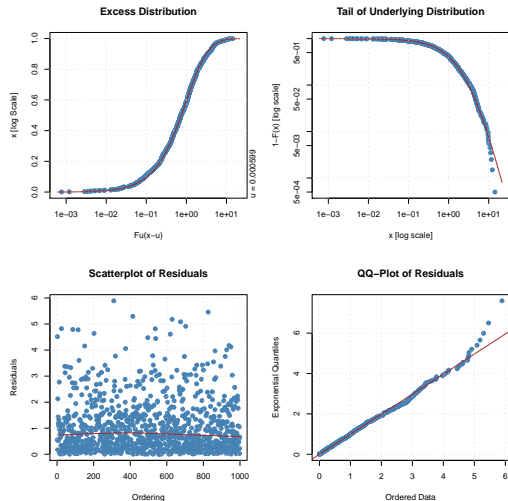 Excess Distribution
x [log Scale]
0.0 0.2 0.4 0.6 0.8 1.0
1e−03 1e−02 1e−01 1e+00 1e+01
Fu(x−u)
u = 0.000599
Tail of Underlying Distribution
1−F(x) [log scale]
5e−04 5e−03 5e−02 5e−01
1e−03 1e−02 1e−01 1e+00 1e+01
x [log scale]
Scatterplot of Residuals
Residuals
0 1 2 3 4 5 6
0 200 400 600 800 1000
Ordering
QQ−Plot of Residuals
Exponential Quantiles
0 2 4 6
0 1 2 3 4 5 6
Ordered Data